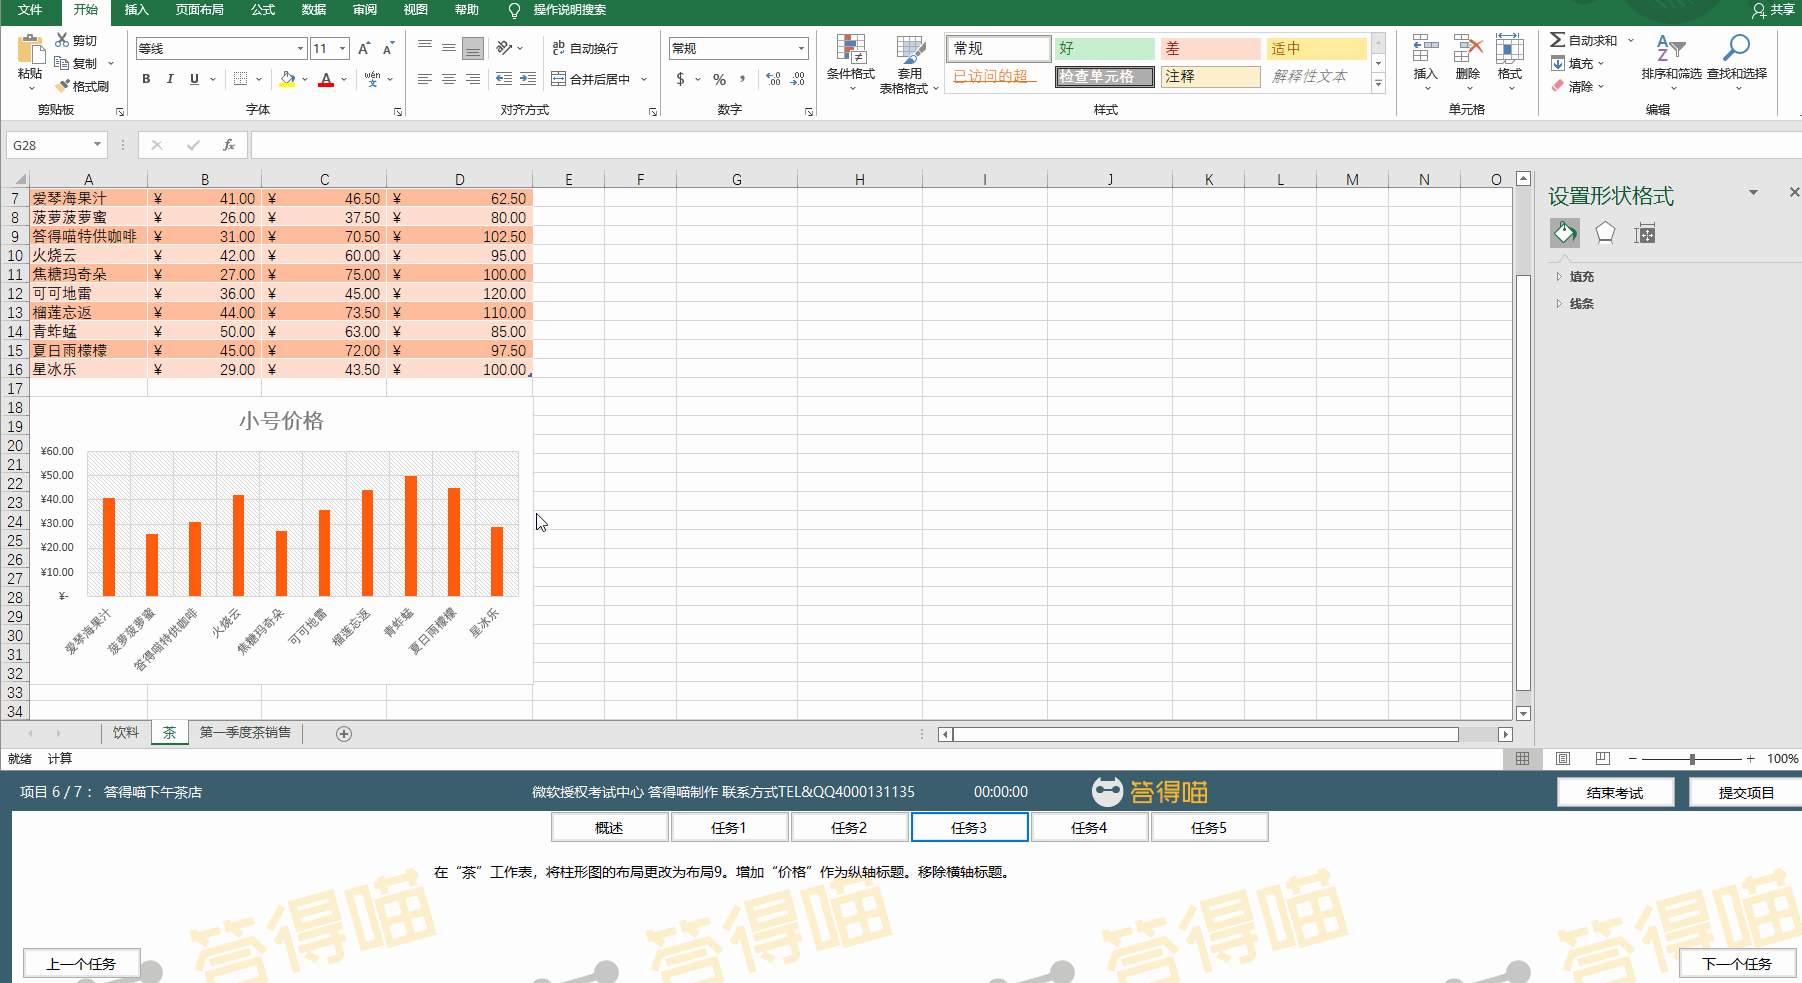 文件 开始 插入 页面布局 公式 数据 审阅 视图 帮助 操作说明搜索 共享
剪切
复制
格式刷
粘贴
剪贴板
等线 11
B I U
字体
ab 自动换行
合并后居中
对齐方式
常规
$ % , .00 .0
数字
条件格式
套用
表格格式
常规 好 差 适中
已访问的超... 检查单元格 注释 解释性文本
样式
插入 删除 格式
单元格
自动求和
填充
清除
排序和筛选 查找和选择
编辑
G28 fx
A B C D E F G H I J K L M N O
7 爱琴海果汁 ¥ 41.00 ¥ 46.50 ¥ 62.50
8 菠萝菠萝蜜 ¥ 26.00 ¥ 37.50 ¥ 80.00
9 答得喵特供咖啡 ¥ 31.00 ¥ 70.50 ¥ 102.50
10 火烧云 ¥ 42.00 ¥ 60.00 ¥ 95.00
11 焦糖玛奇朵 ¥ 27.00 ¥ 75.00 ¥ 100.00
12 可可地雷 ¥ 36.00 ¥ 45.00 ¥ 120.00
13 榴莲忘返 ¥ 44.00 ¥ 73.50 ¥ 110.00
14 青蚱蜢 ¥ 50.00 ¥ 63.00 ¥ 85.00
15 夏日雨檬檬 ¥ 45.00 ¥ 72.00 ¥ 97.50
16 星冰乐 ¥ 29.00 ¥ 43.50 ¥ 100.00
17
18
19
20
21
22
23
24
25
26
27
28
29
30
31
32
33
34
小号价格
¥60.00
¥50.00
¥40.00
¥30.00
¥20.00
¥10.00
¥-
爱琴海果汁 菠萝菠萝蜜 答得喵特供咖啡 火烧云 焦糖玛奇朵 可可地雷 榴莲忘返 青蚱蜢 夏日雨檬檬 星冰乐
设置形状格式
填充
线条
饮料 茶 第一季度茶销售
就绪 计算 100%
项目 6 / 7： 答得喵下午茶店 微软授权考试中心 答得喵制作 联系方式TEL&QQ4000131135 00:00:00 答得喵 结束考试 提交项目
概述 任务1 任务2 任务3 任务4 任务5
在“茶”工作表，将柱形图的布局更改为布局9。增加“价格”作为纵轴标题。移除横轴标题。
答得喵 答得喵 答得喵 答得喵
上一个任务 下一个任务